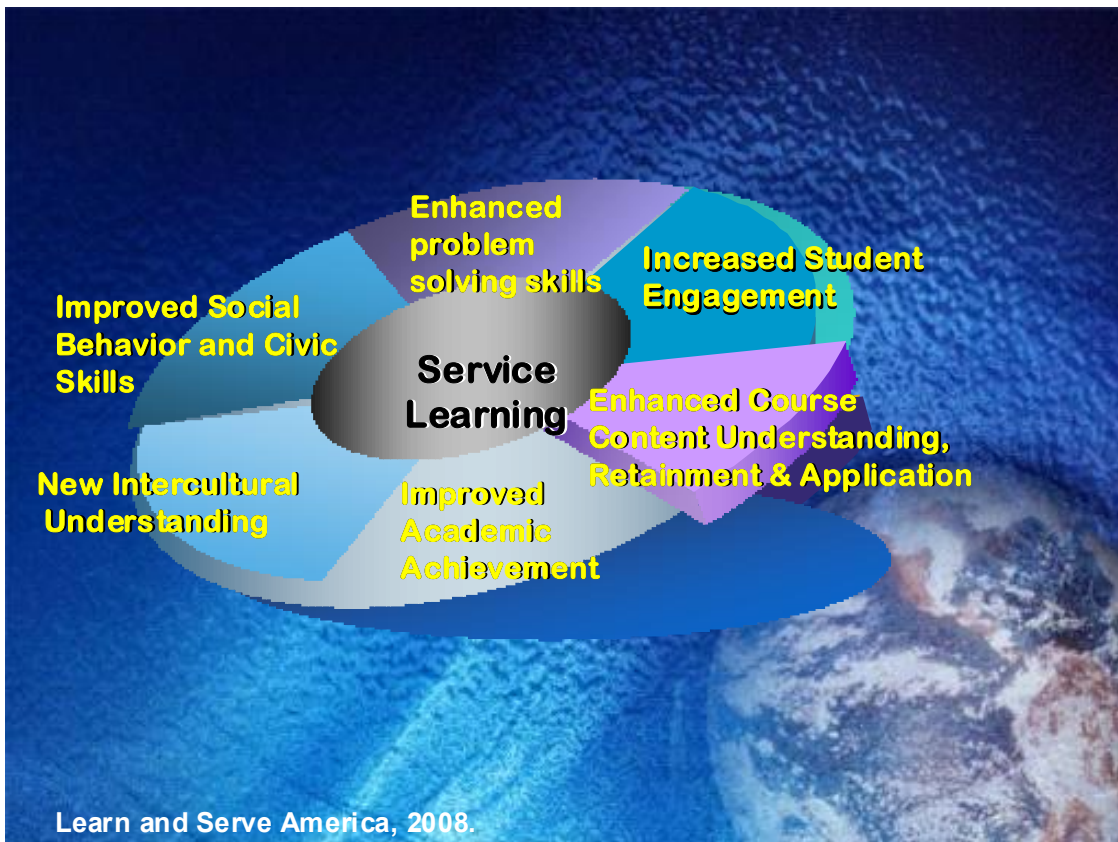 Enhanced
problem
solving skills
Increased Student
Engagement
Improved Social
Behavior and Civic
Skills
Service
Learning
Enhanced Course
Content Understanding,
Retainment & Application
New Intercultural
Understanding
Improved
Academic
Achievement
Learn and Serve America, 2008.